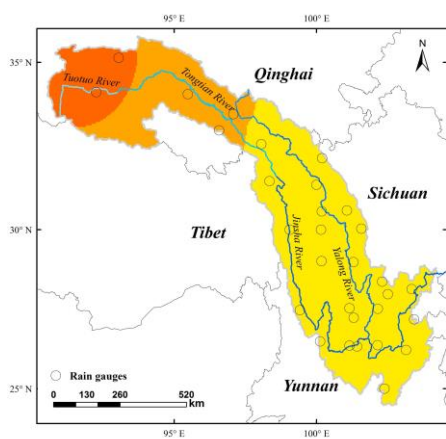 95° E 100° E
35° N
Qinghai
Tuotuo River
Tongtian River
Sichuan
30° N
Tibet
Jinsha River
Yalong River
Rain gauges
0 130 260 520
km
Yunnan
25° N
95° E 100° E
N